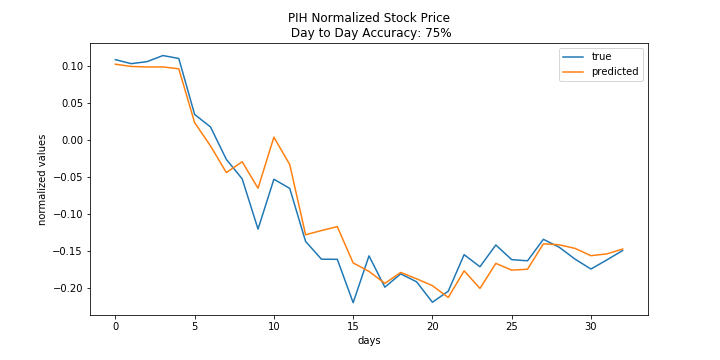 PIH Normalized Stock Price
Day to Day Accuracy: 75%
true
predicted
normalized values
0.10
0.05
0.00
−0.05
−0.10
−0.15
−0.20
0 5 10 15 20 25 30
days